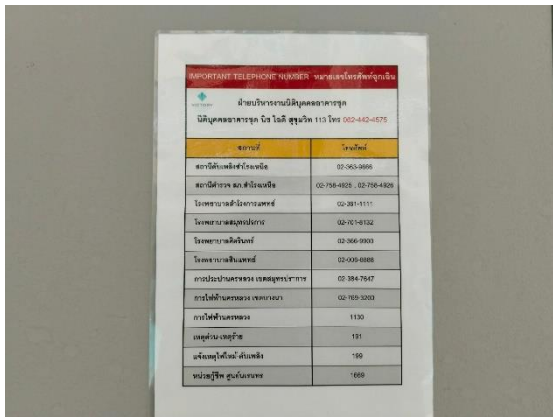 IMPORTANT TELEPHONE NUMBER หมายเลขโทรศัพท์ฉุกเฉิน
ฝ่ายบริหารงานนิติบุคคลอาคารชุด
นิติบุคคลอาคารชุด นิช ไอดี สุขุมวิท 113 โทร 062-442-4575
สถานที่ โทรศัพท์
สถานีดับเพลิงสำโรงเหนือ 02-363-9886
สถานีตำรวจ สภ.สำโรงเหนือ 02-758-4928 , 02-758-4926
โรงพยาบาลสำโรงการแพทย์ 02-361-1111
โรงพยาบาลสมุทรปราการ 02-701-8132
โรงพยาบาลศิครินทร์ 02-366-9900
โรงพยาบาลสินแพทย์ 02-006-8888
การประปานครหลวง เขตสมุทรปราการ 02-384-7647
การไฟฟ้านครหลวง เขตบางนา 02-769-3203
การไฟฟ้านครหลวง 1130
เหตุด่วน-เหตุร้าย 191
แจ้งเหตุไฟไหม้-ดับเพลิง 199
หน่วยกู้ชีพ ศูนย์นเรนทร 1669